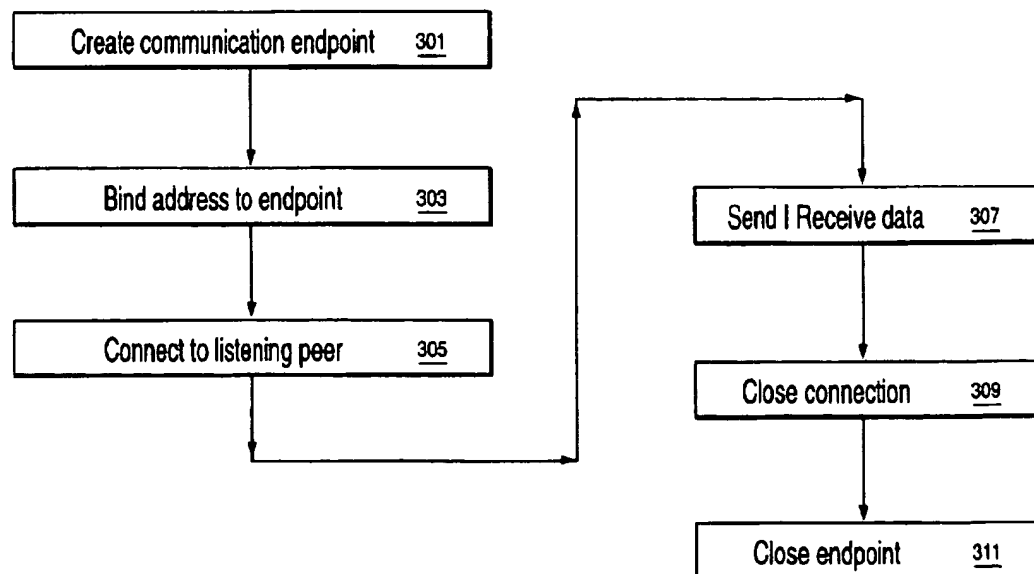 Create communication endpoint 301
Bind address to endpoint 303
Connect to listening peer 305
Send I Receive data 307
Close connection 309
Close endpoint 311